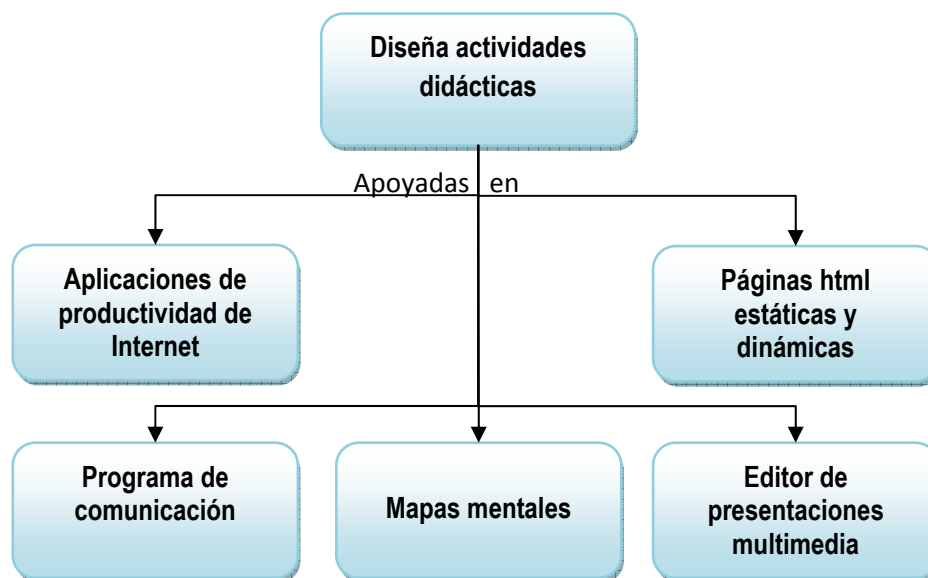 Diseña actividades
didácticas
Apoyadas en
Aplicaciones de
productividad de
Internet
Páginas html
estáticas y
dinámicas
Programa de
comunicación
Mapas mentales
Editor de
presentaciones
multimedia